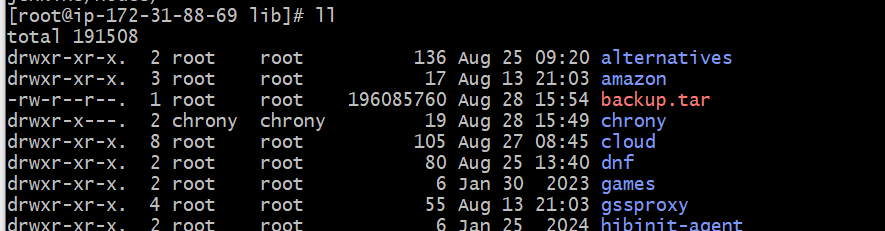 [root@ip-172-31-88-69 lib]# ll
total 191508
drwxr-xr-x.  2 root    root          136 Aug 25 09:20 alternatives
drwxr-xr-x.  3 root    root           17 Aug 13 21:03 amazon
-rw-r--r--.  1 root    root    196085760 Aug 28 15:54 backup.tar
drwxr-x---.  2 chrony  chrony         19 Aug 28 15:49 chrony
drwxr-xr-x.  8 root    root          105 Aug 27 08:45 cloud
drwxr-xr-x.  2 root    root           80 Aug 25 13:40 dnf
drwxr-xr-x.  2 root    root            6 Jan 30  2023 games
drwxr-xr-x.  4 root    root           55 Aug 13 21:03 gssproxy
drwxr-xr-x.  2 root    root            6 Jan 25  2024 hibinit-agent